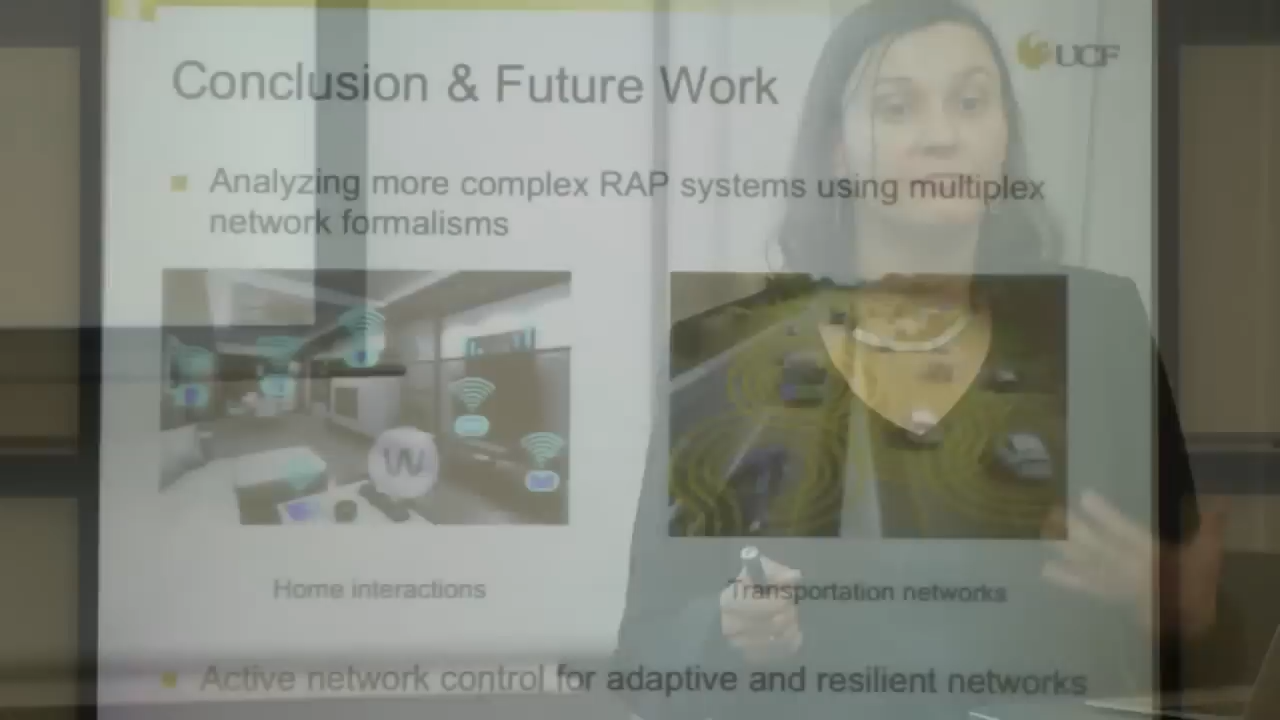 UCF
Conclusion & Future Work
Analyzing more complex RAP systems using multiplex
network formalisms
W
Home interactions
Transportation networks
Active network control for adaptive and resilient networks